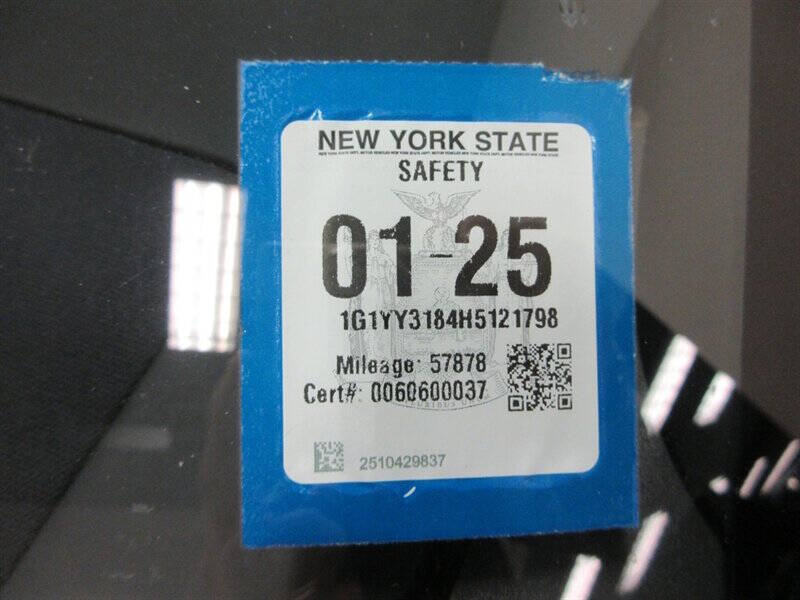 NEW YORK STATE
SAFETY
01-25
1G1YY3184H5121798
Mileage: 57878
Cert#: 0060600037
2510429837